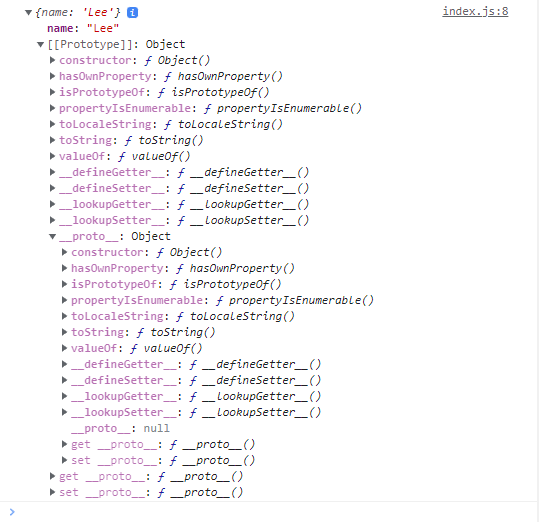 {name: 'Lee'} i index.js:8
name: "Lee"
[[Prototype]]: Object
constructor: ƒ Object()
hasOwnProperty: ƒ hasOwnProperty()
isPrototypeOf: ƒ isPrototypeOf()
propertyIsEnumerable: ƒ propertyIsEnumerable()
toLocaleString: ƒ toLocaleString()
toString: ƒ toString()
valueOf: ƒ valueOf()
__defineGetter__: ƒ __defineGetter__()
__defineSetter__: ƒ __defineSetter__()
__lookupGetter__: ƒ __lookupGetter__()
__lookupSetter__: ƒ __lookupSetter__()
__proto__: Object
constructor: ƒ Object()
hasOwnProperty: ƒ hasOwnProperty()
isPrototypeOf: ƒ isPrototypeOf()
propertyIsEnumerable: ƒ propertyIsEnumerable()
toLocaleString: ƒ toLocaleString()
toString: ƒ toString()
valueOf: ƒ valueOf()
__defineGetter__: ƒ __defineGetter__()
__defineSetter__: ƒ __defineSetter__()
__lookupGetter__: ƒ __lookupGetter__()
__lookupSetter__: ƒ __lookupSetter__()
__proto__: null
get __proto__: ƒ __proto__()
set __proto__: ƒ __proto__()
get __proto__: ƒ __proto__()
set __proto__: ƒ __proto__()